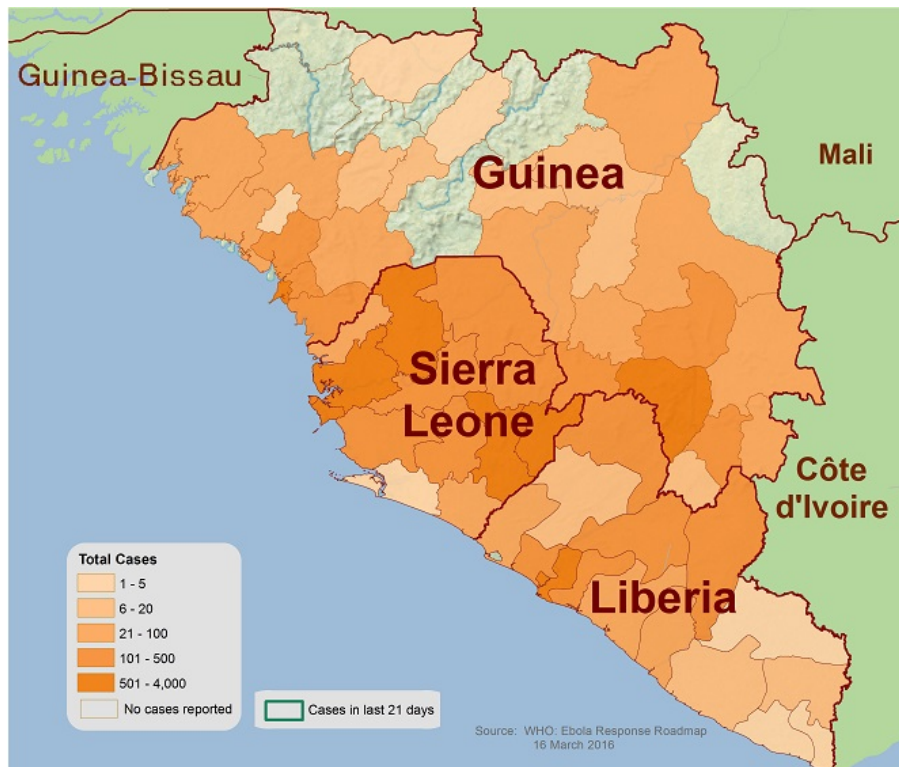 Guinea-Bissau
Guinea
Mali
Sierra
Leone
Côte
d'Ivoire
Liberia
Total Cases
1 - 5
6 - 20
21 - 100
101 - 500
501 - 4,000
No cases reported
Cases in last 21 days
Source: WHO: Ebola Response Roadmap
16 March 2016